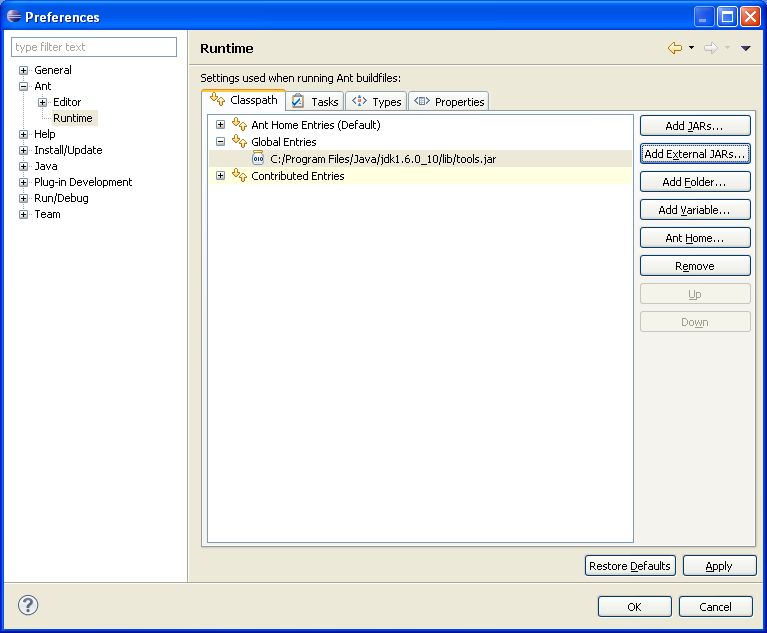 Preferences
type filter text
General
Ant
Editor
Runtime
Help
Install/Update
Java
Plug-in Development
Run/Debug
Team
Runtime
Settings used when running Ant buildfiles:
Classpath
Tasks
Types
Properties
Ant Home Entries (Default)
Global Entries
C:/Program Files/Java/jdk1.6.0_10/lib/tools.jar
Contributed Entries
Add JARs...
Add External JARs...
Add Folder...
Add Variable...
Ant Home...
Remove
Up
Down
Restore Defaults
Apply
OK
Cancel